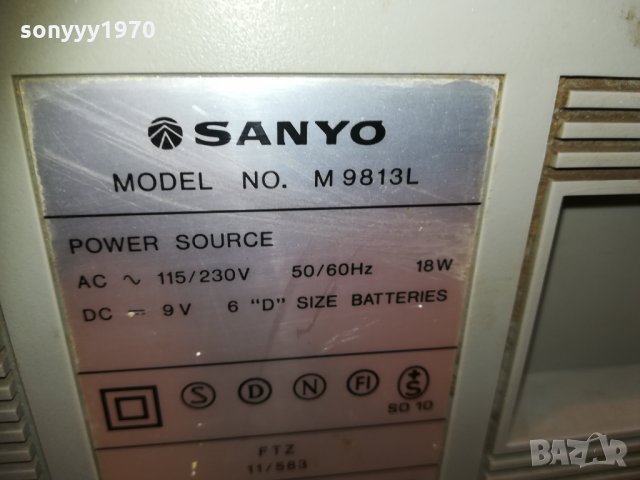 sonyyy1970
SANYO
MODEL NO. M 9813L
POWER SOURCE
AC ~ 115/230V 50/60Hz 18W
DC ⎓ 9V 6 "D" SIZE BATTERIES
S D N FI +S
SO 10
FTZ
11/583
BAZAR